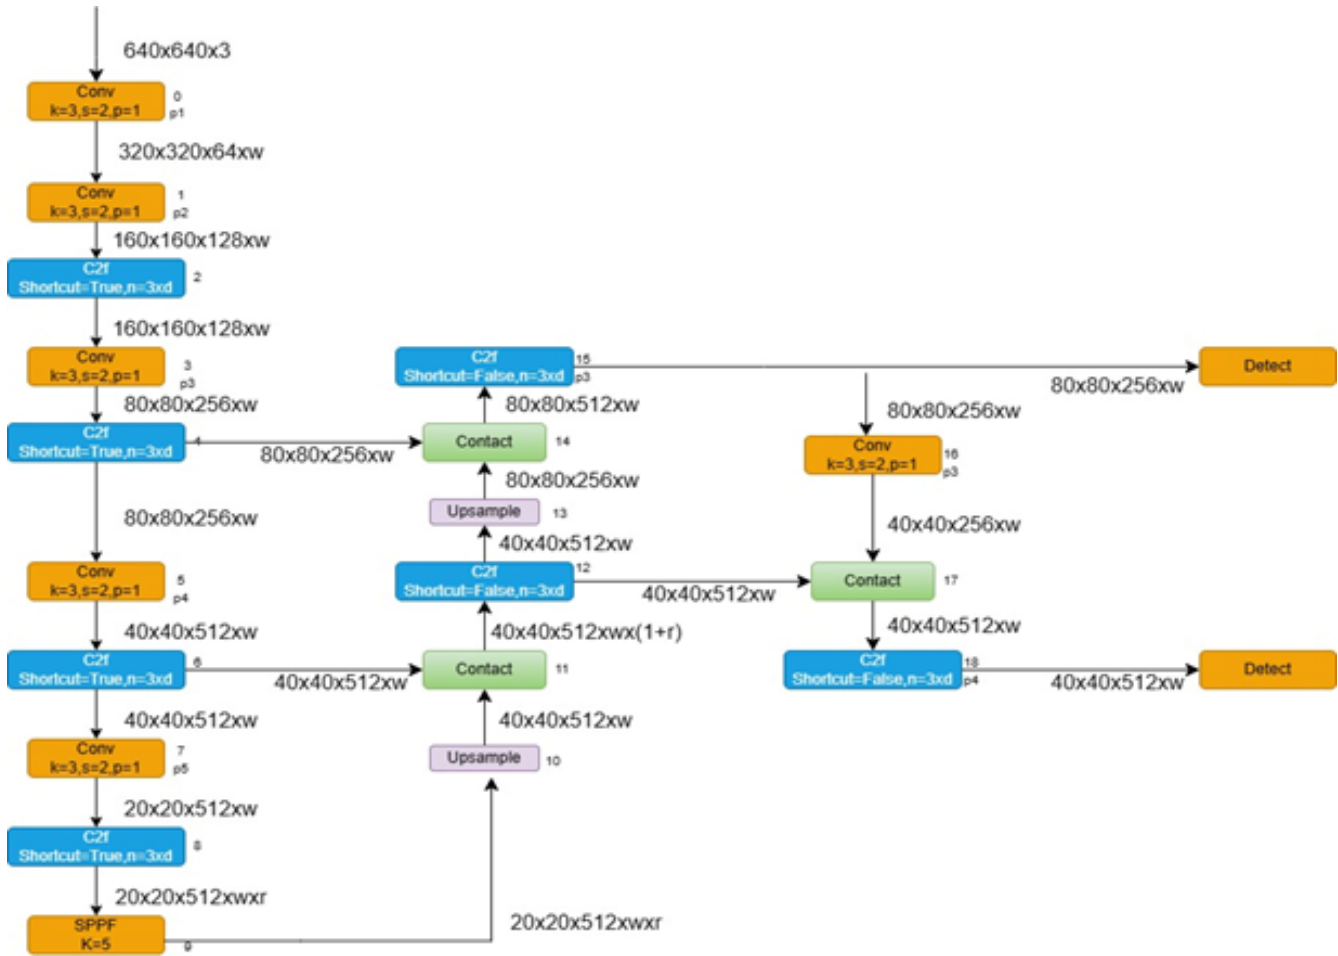 640x640x3
Conv
k=3,s=2,p=1
0
p1
320x320x64xw
Conv
k=3,s=2,p=1
1
p2
160x160x128xw
C2f
Shortcut=True,n=3xd
2
160x160x128xw
Conv
k=3,s=2,p=1
3
p3
80x80x256xw
C2f
Shortcut=True,n=3xd
4
80x80x256xw
80x80x256xw
Conv
k=3,s=2,p=1
5
p4
40x40x512xw
C2f
Shortcut=True,n=3xd
6
40x40x512xw
40x40x512xw
Conv
k=3,s=2,p=1
7
p5
20x20x512xw
C2f
Shortcut=True,n=3xd
8
20x20x512xwxr
SPPF
K=5
9
20x20x512xwxr
Upsample
10
40x40x512xw
Contact
11
40x40x512xwx(1+r)
C2f
Shortcut=False,n=3xd
12
40x40x512xw
40x40x512xw
Upsample
13
80x80x256xw
Contact
14
80x80x512xw
C2f
Shortcut=False,n=3xd
15
p3
80x80x256xw
Detect
80x80x256xw
Conv
k=3,s=2,p=1
16
p3
40x40x256xw
Contact
17
40x40x512xw
C2f
Shortcut=False,n=3xd
18
p4
40x40x512xw
Detect